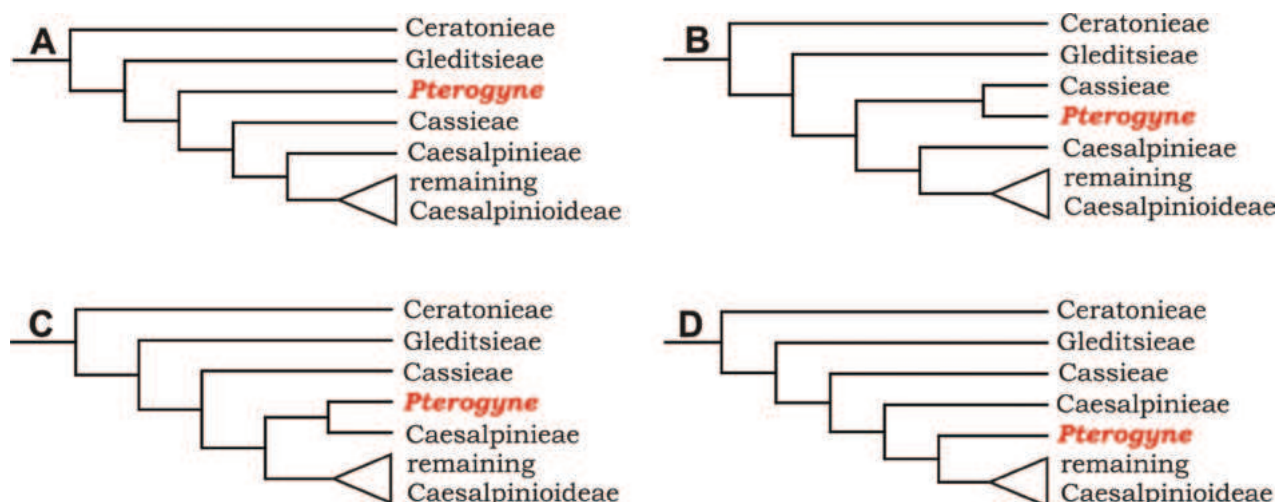 A
Ceratonieae
Gleditsieae
Pterogyne
Cassieae
Caesalpinieae
remaining
Caesalpinioideae
B
Ceratonieae
Gleditsieae
Cassieae
Pterogyne
Caesalpinieae
remaining
Caesalpinioideae
C
Ceratonieae
Gleditsieae
Cassieae
Pterogyne
Caesalpinieae
remaining
Caesalpinioideae
D
Ceratonieae
Gleditsieae
Cassieae
Caesalpinieae
Pterogyne
remaining
Caesalpinioideae